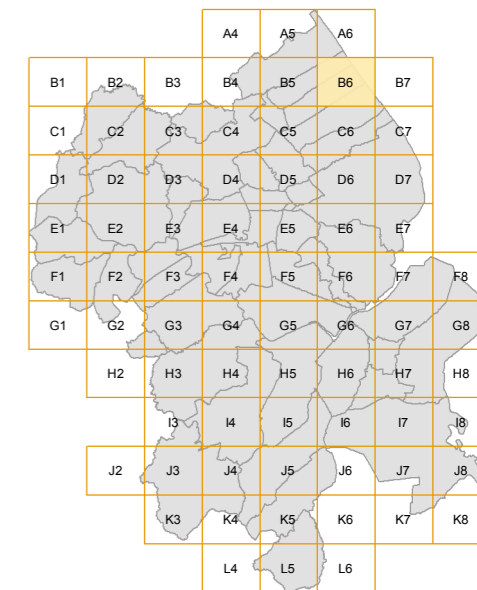 A4 A5 A6
B1 B2 B3 B4 B5 B6 B7
C1 C2 C3 C4 C5 C6 C7
D1 D2 D3 D4 D5 D6 D7
E1 E2 E3 E4 E5 E6 E7
F1 F2 F3 F4 F5 F6 F7 F8
G1 G2 G3 G4 G5 G6 G7 G8
H2 H3 H4 H5 H6 H7 H8
I3 I4 I5 I6 I7 I8
J2 J3 J4 J5 J6 J7 J8
K3 K4 K5 K6 K7 K8
L4 L5 L6